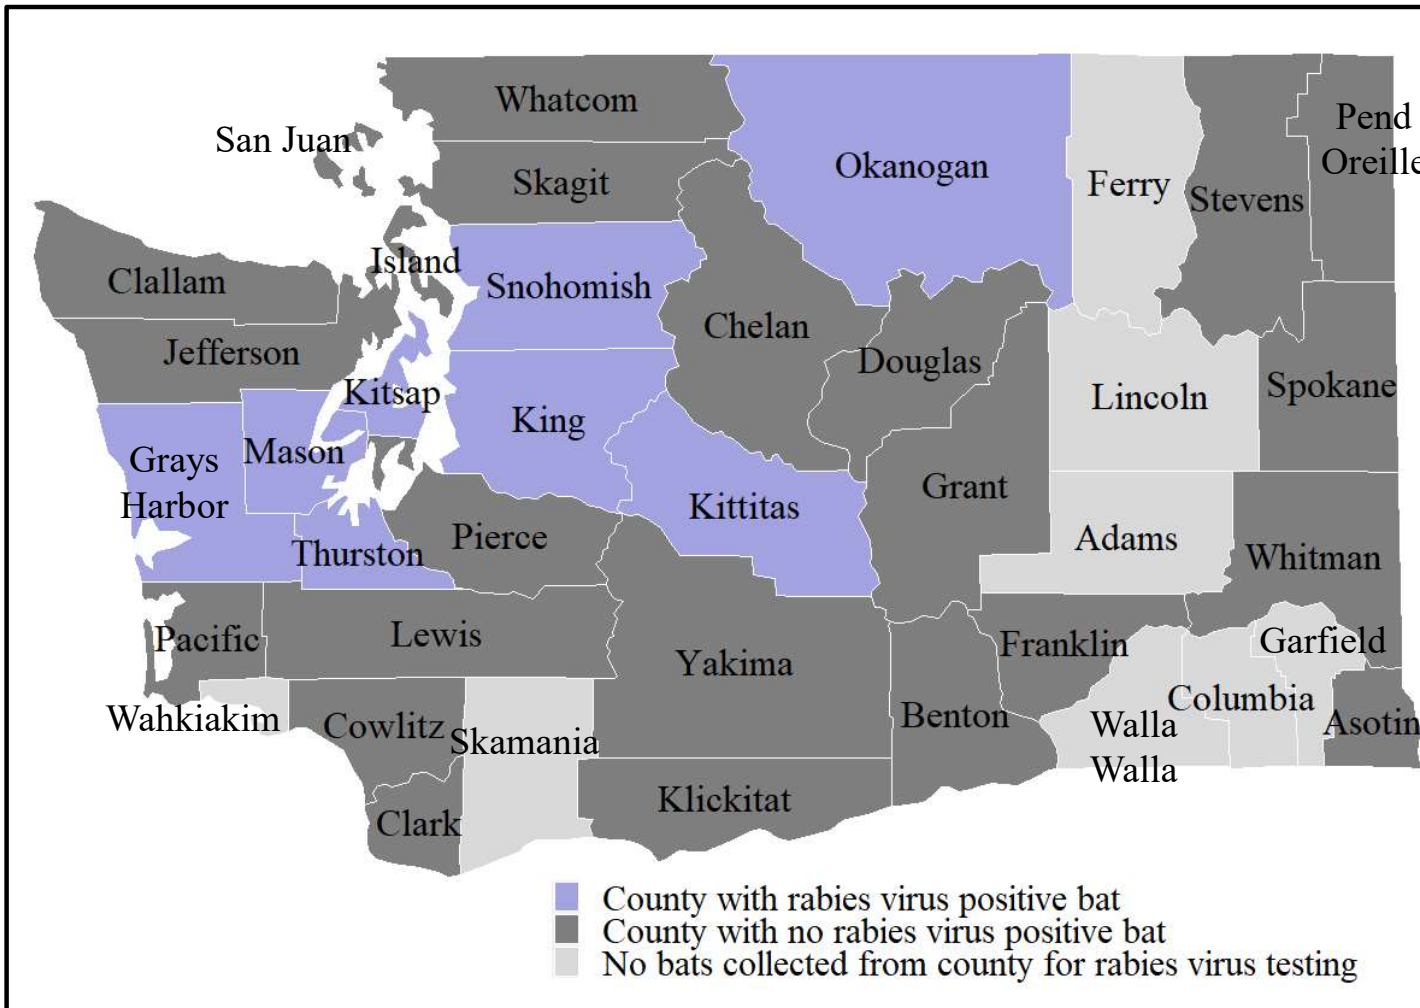 Whatcom
San Juan
Pend
Oreille
Okanogan
Skagit
Ferry
Stevens
Island
Clallam
Snohomish
Chelan
Jefferson
Douglas
Kitsap
Spokane
Lincoln
King
Mason
Grays
Harbor
Grant
Kittitas
Pierce
Adams
Thurston
Whitman
Pacific
Lewis
Franklin
Garfield
Yakima
Columbia
Wahkiakim
Cowlitz
Skamania
Benton
Walla
Walla
Asotin
Klickitat
Clark
County with rabies virus positive bat
County with no rabies virus positive bat
No bats collected from county for rabies virus testing